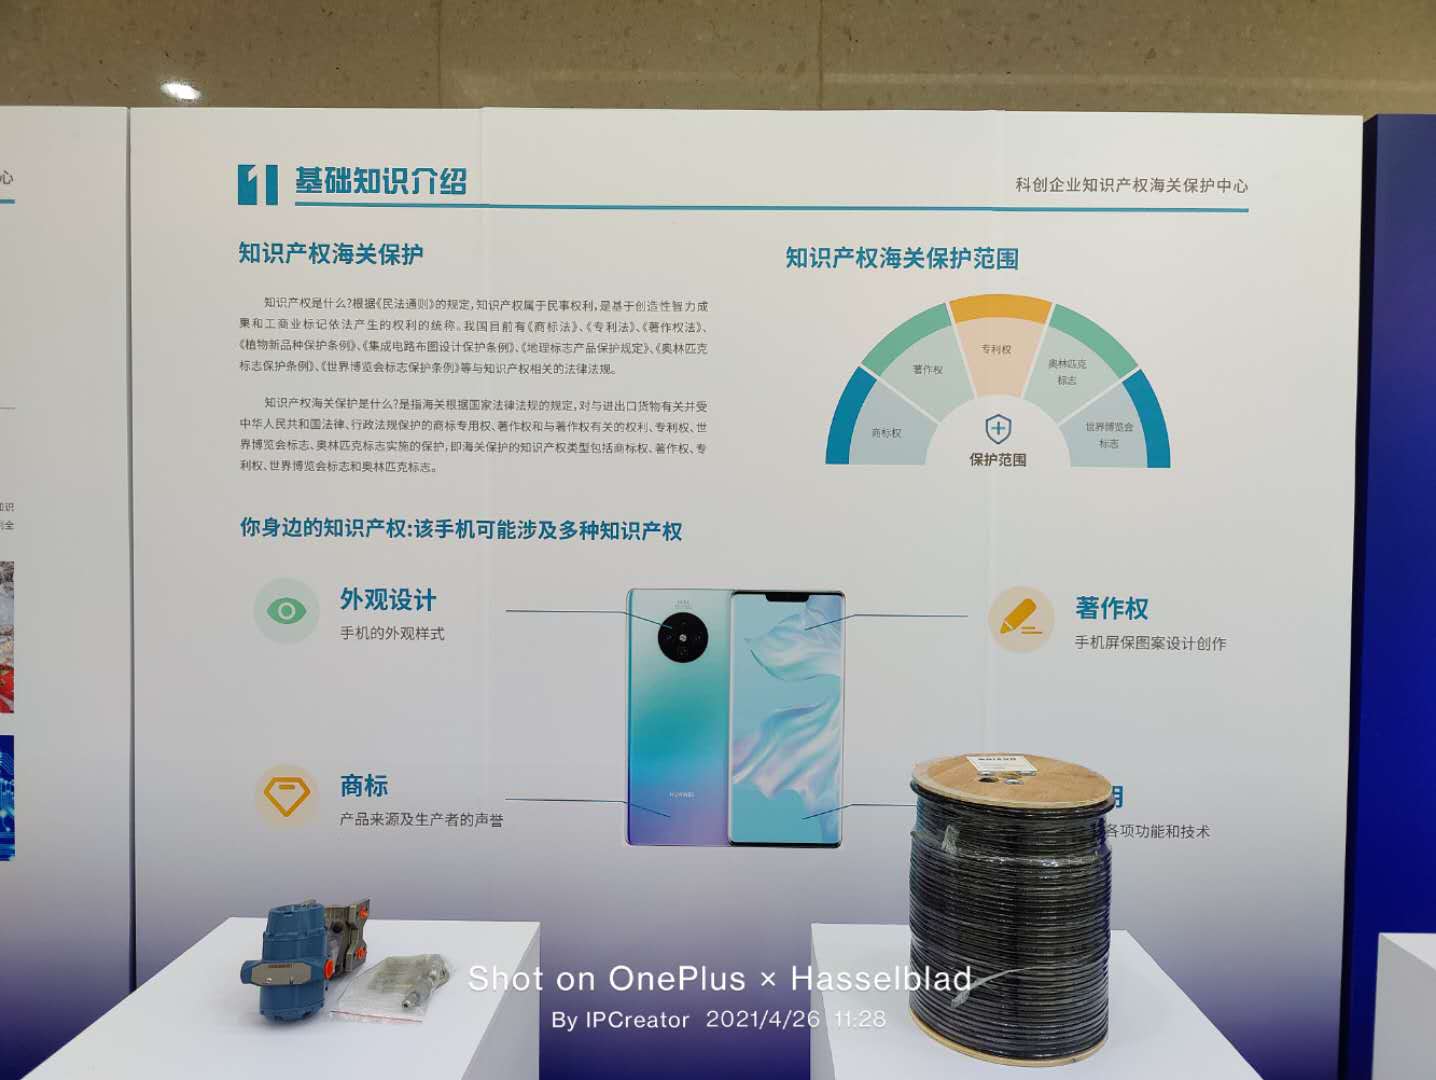 心
1 基础知识介绍
科创企业知识产权海关保护中心
知识产权海关保护
知识产权是什么?根据《民法通则》的规定,知识产权属于民事权利,是基于创造性智力成
果和工商业标记依法产生的权利的统称。我国目前有《商标法》、《专利法》、《著作权法》、
《植物新品种保护条例》、《集成电路布图设计保护条例》、《地理标志产品保护规定》、《奥林匹克
标志保护条例》、《世界博览会标志保护条例》等与知识产权相关的法律法规。
知识产权海关保护是什么?是指海关根据国家法律法规的规定,对与进出口货物有关并受
中华人民共和国法律、行政法规保护的商标专用权、著作权和与著作权有关的权利、专利权、世
界博览会标志、奥林匹克标志实施的保护,即海关保护的知识产权类型包括商标权、著作权、专
利权、世界博览会标志和奥林匹克标志。
知识产权海关保护范围
商标权
著作权
专利权
奥林匹克
标志
世界博览会
标志
保护范围
你身边的知识产权:该手机可能涉及多种知识产权
外观设计
手机的外观样式
著作权
手机屏保图案设计创作
商标
产品来源及生产者的声誉
HUAWEI
各项功能和技术
知识
全
Shot on OnePlus × Hasselblad
By IPCreator 2021/4/26 11:28